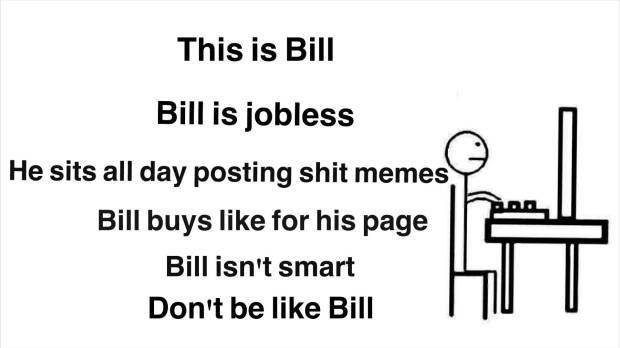 This is Bill
Bill is jobless
He sits all day posting shit memes
Bill buys like for his page
Bill isn't smart
Don't be like Bill